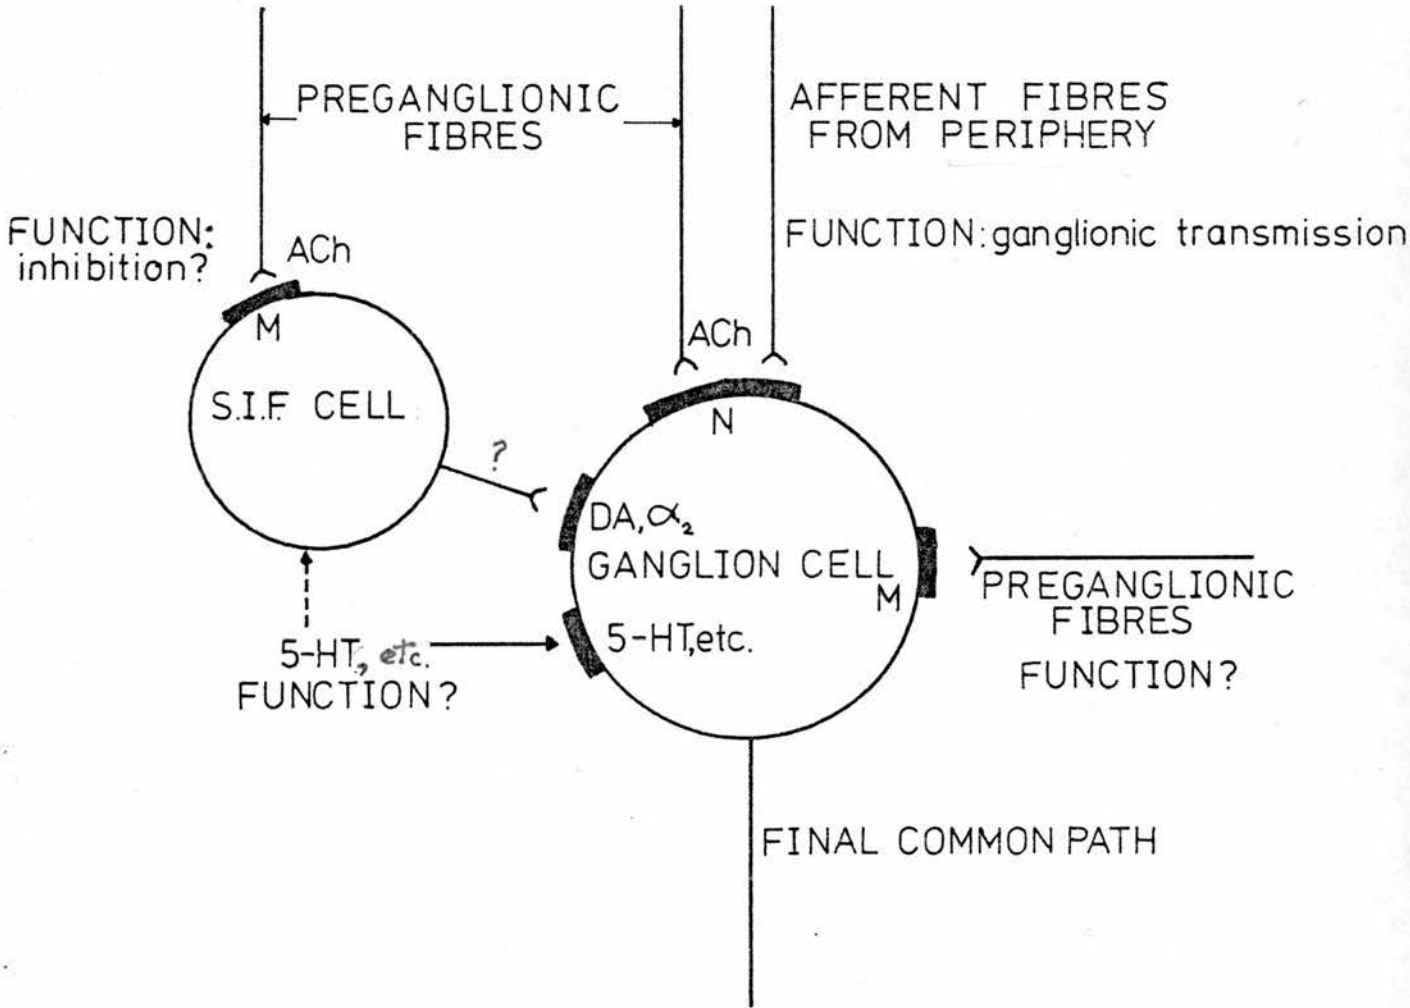 PREGANGLIONIC
FIBRES
AFFERENT FIBRES
FROM PERIPHERY
FUNCTION:
inhibition?
ACh
FUNCTION: ganglionic transmission
M
S.I.F. CELL
ACh
N
?
DA, α₂
GANGLION CELL
M
5-HT, etc.
5-HT, etc.
FUNCTION?
PREGANGLIONIC
FIBRES
FUNCTION?
FINAL COMMON PATH